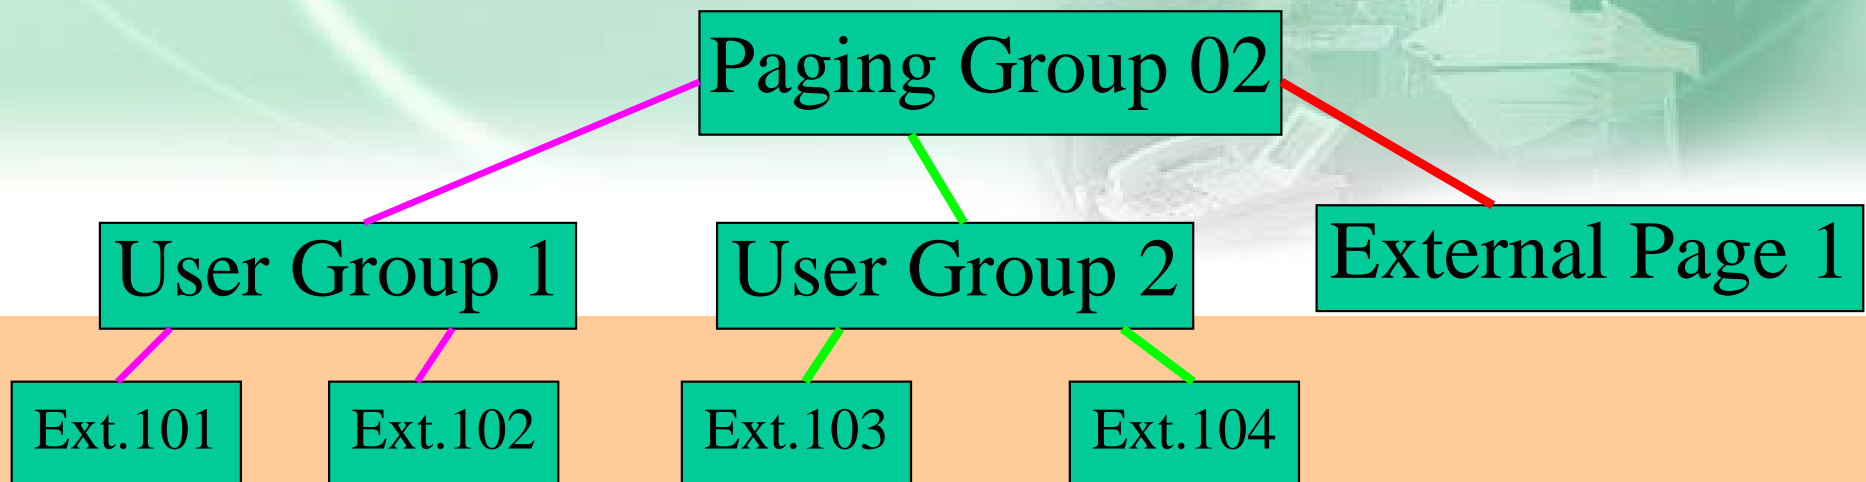 Paging Group 02
User Group 1
User Group 2
External Page 1
Ext.101
Ext.102
Ext.103
Ext.104